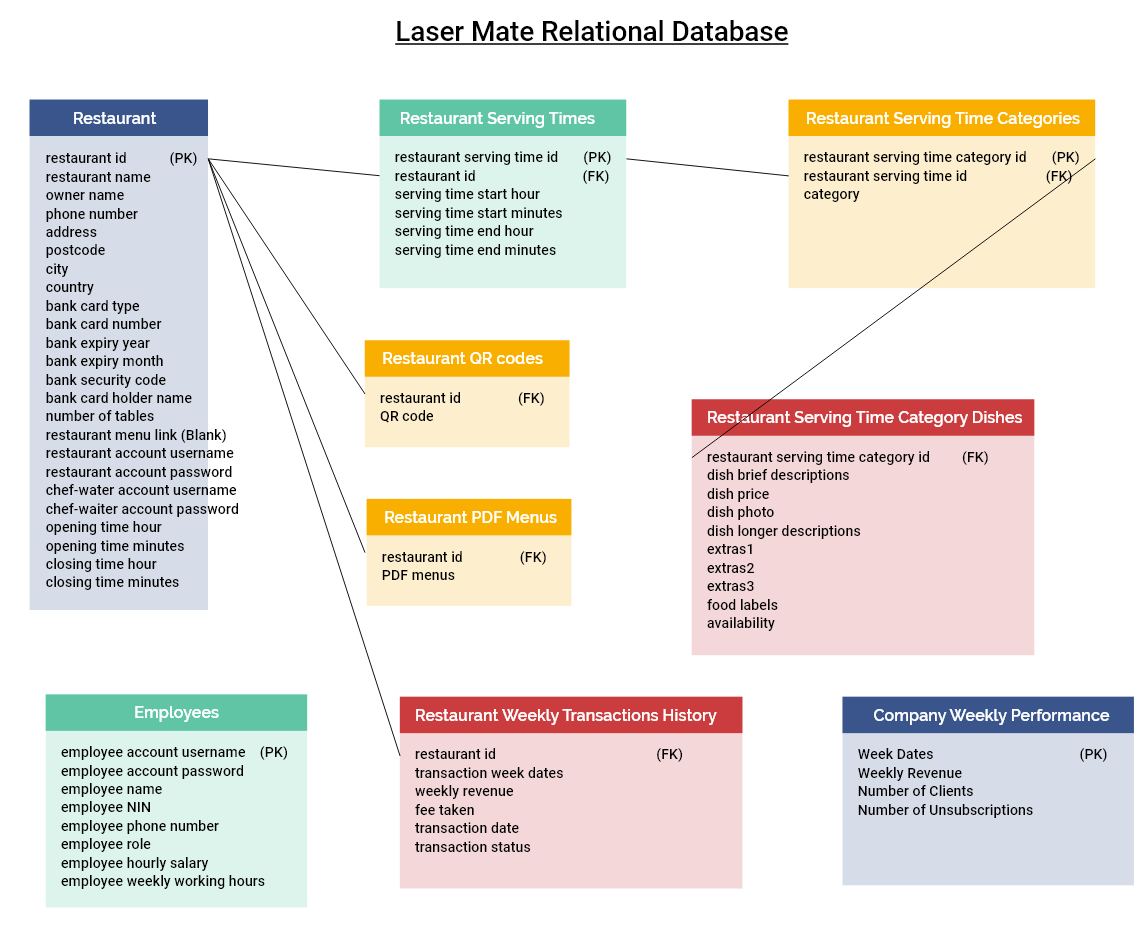 Laser Mate Relational Database
Restaurant
restaurant id (PK)
restaurant name
owner name
phone number
address
postcode
city
country
bank card type
bank card number
bank expiry year
bank expiry month
bank security code
bank card holder name
number of tables
restaurant menu link (Blank)
restaurant account username
restaurant account password
chef-water account username
chef-waiter account password
opening time hour
opening time minutes
closing time hour
closing time minutes
Restaurant Serving Times
restaurant serving time id (PK)
restaurant id (FK)
serving time start hour
serving time start minutes
serving time end hour
serving time end minutes
Restaurant Serving Time Categories
restaurant serving time category id (PK)
restaurant serving time id (FK)
category
Restaurant QR codes
restaurant id (FK)
QR code
Restaurant PDF Menus
restaurant id (FK)
PDF menus
Restaurant Serving Time Category Dishes
restaurant serving time category id (FK)
dish brief descriptions
dish price
dish photo
dish longer descriptions
extras1
extras2
extras3
food labels
availability
Employees
employee account username (PK)
employee account password
employee name
employee NIN
employee phone number
employee role
employee hourly salary
employee weekly working hours
Restaurant Weekly Transactions History
restaurant id (FK)
transaction week dates
weekly revenue
fee taken
transaction date
transaction status
Company Weekly Performance
Week Dates (PK)
Weekly Revenue
Number of Clients
Number of Unsubscriptions